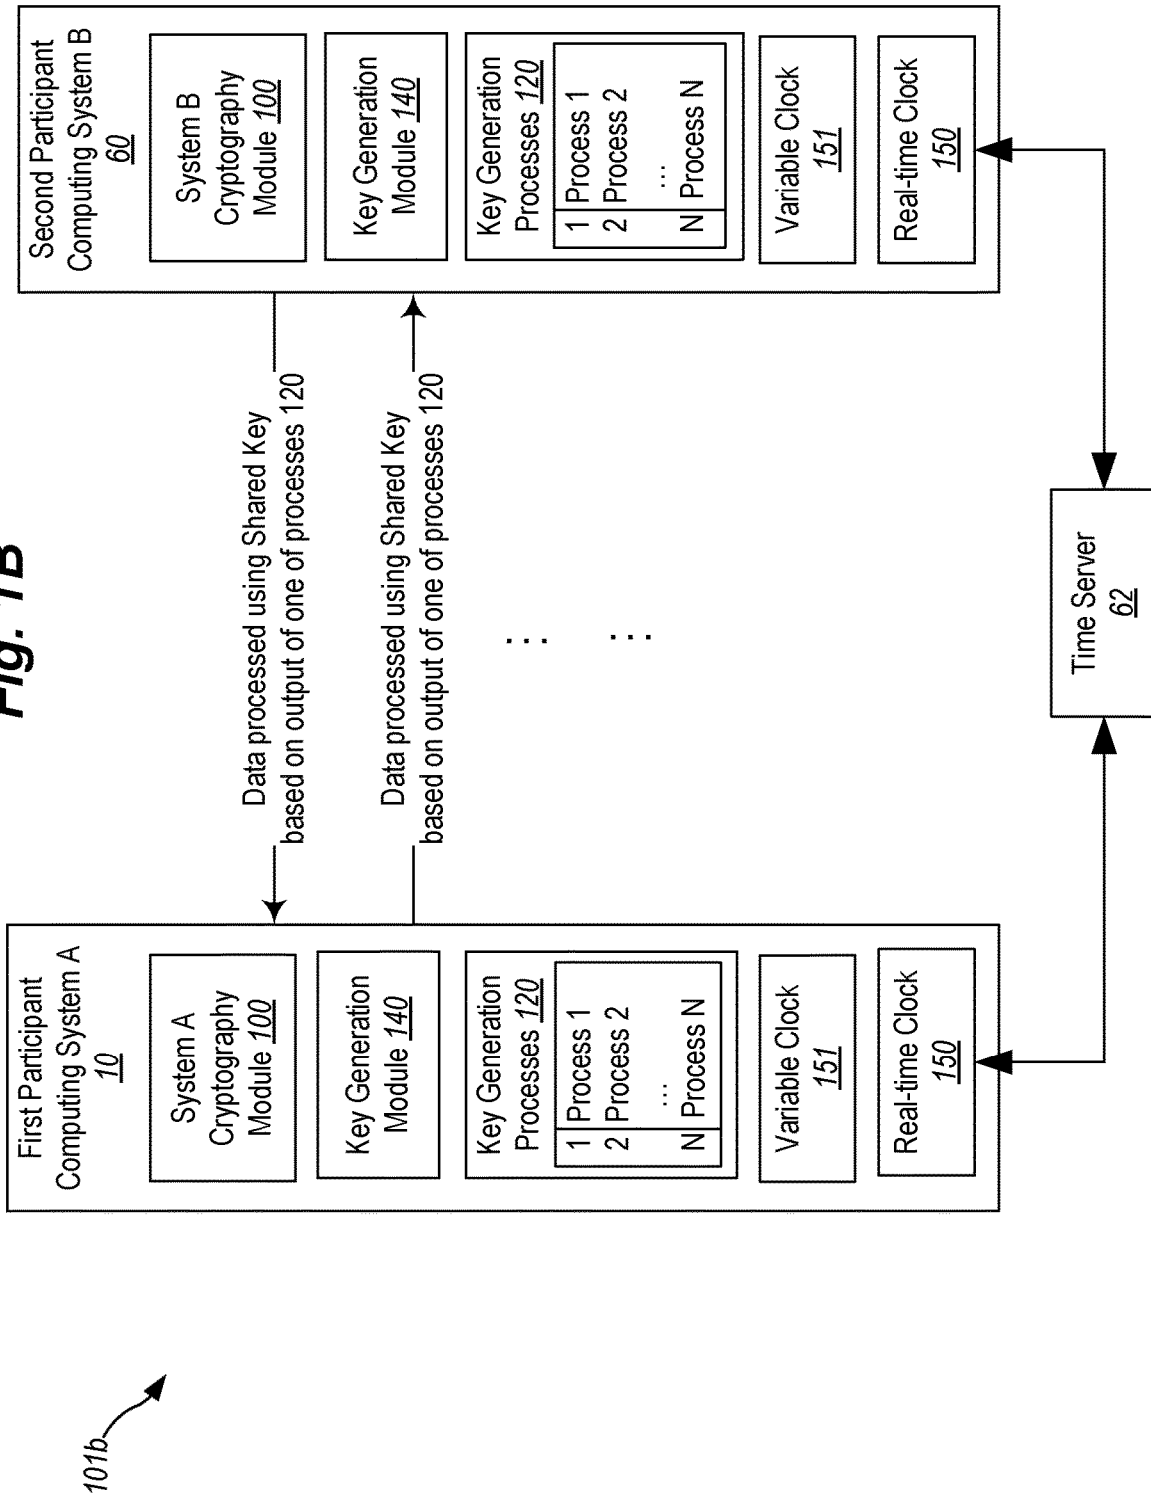 Fig. 1B
101b
First Participant
Computing System A
10
System A
Cryptography
Module 100
Key Generation
Module 140
Key Generation
Processes 120
1 Process 1
2 Process 2
...
N Process N
Variable Clock
151
Real-time Clock
150
Data processed using Shared Key
based on output of one of processes 120
Data processed using Shared Key
based on output of one of processes 120
...
...
Second Participant
Computing System B
60
System B
Cryptography
Module 100
Key Generation
Module 140
Key Generation
Processes 120
1 Process 1
2 Process 2
...
N Process N
Variable Clock
151
Real-time Clock
150
Time Server
62